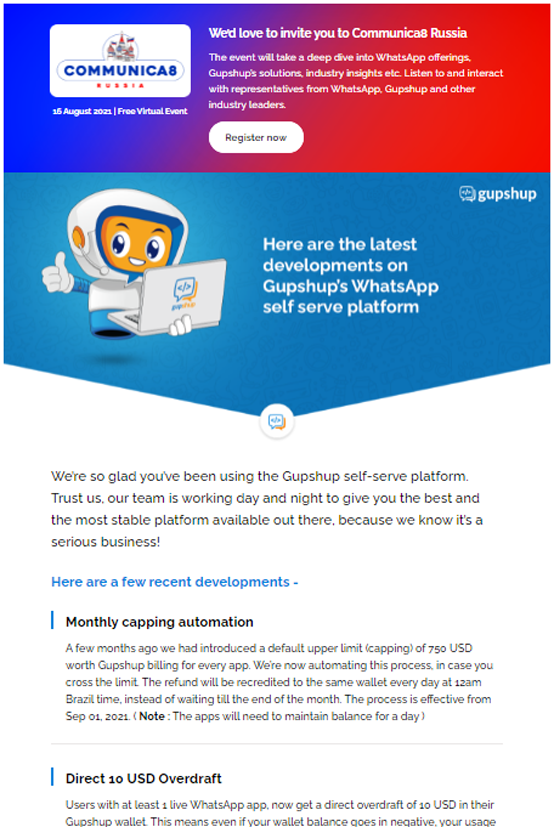 We'd love to invite you to Communica8 Russia
COMMUNICA8
RUSSIA
The event will take a deep dive into WhatsApp offerings,
Gupshup's solutions, industry insights etc. Listen to and interact
with representatives from WhatsApp, Gupshup and other
industry leaders.
16 August 2021 | Free Virtual Event
Register now
gupshup
Here are the latest
developments on
Gupshup's WhatsApp
self serve platform
gupshup
We're so glad you've been using the Gupshup self-serve platform.
Trust us, our team is working day and night to give you the best and
the most stable platform available out there, because we know it's a
serious business!
Here are a few recent developments -
Monthly capping automation
A few months ago we had introduced a default upper limit (capping) of 750 USD
worth Gupshup billing for every app. We're now automating this process, in case you
cross the limit. The refund will be recredited to the same wallet every day at 12am
Brazil time, instead of waiting till the end of the month. The process is effective from
Sep 01, 2021. ( Note : The apps will need to maintain balance for a day )
Direct 10 USD Overdraft
Users with at least 1 live WhatsApp app, now get a direct overdraft of 10 USD in their
Gupshup wallet. This means even if your wallet balance goes in negative, your usage